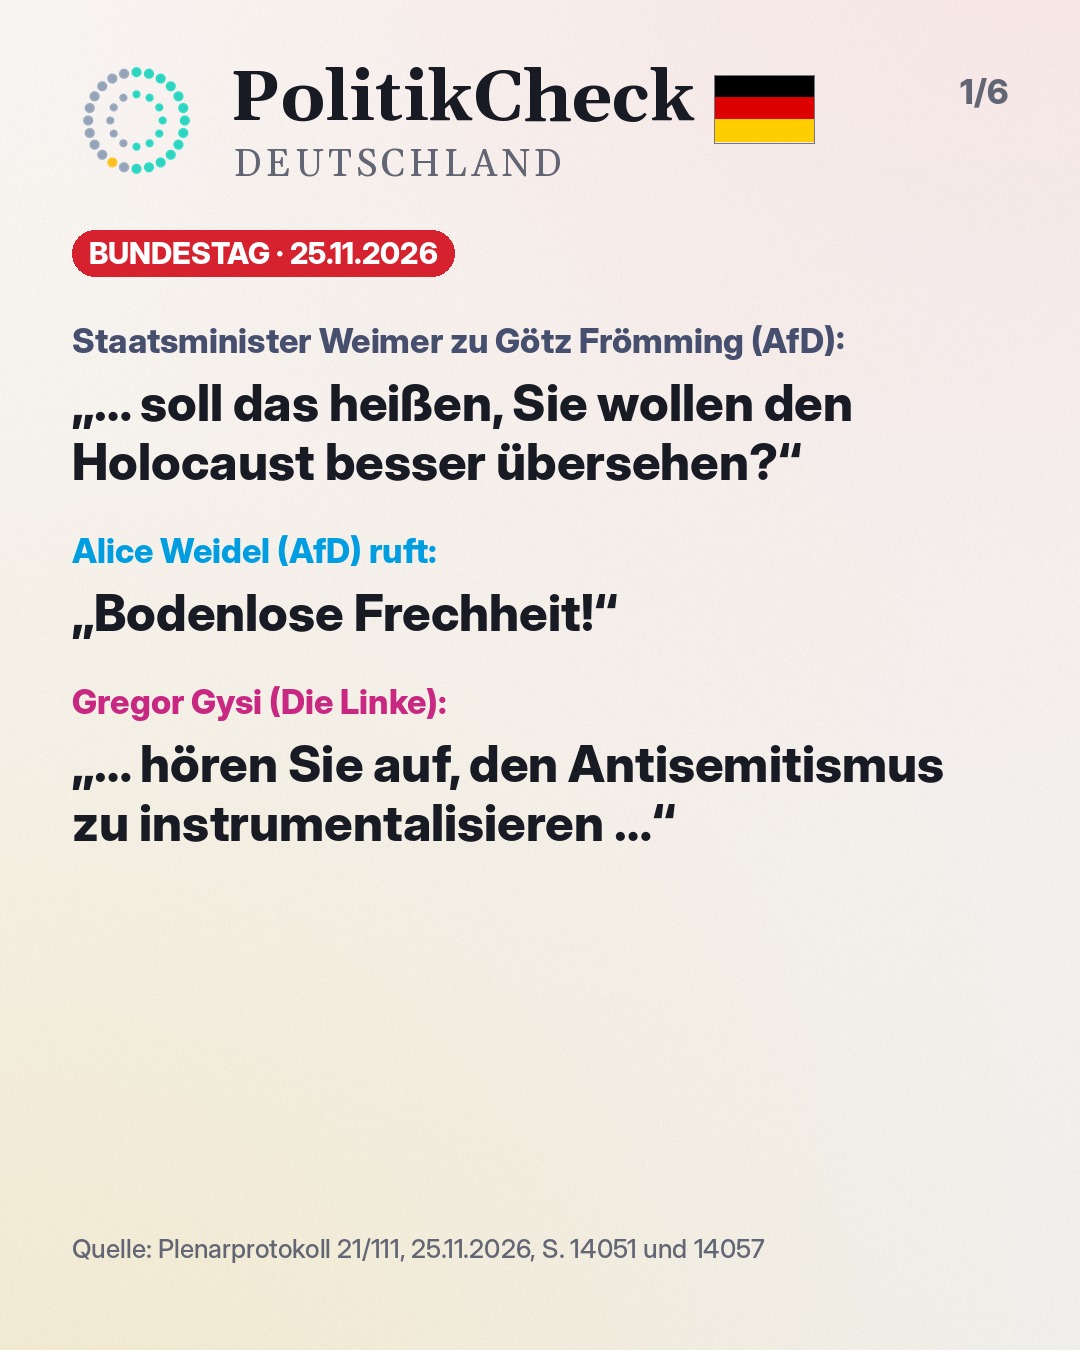 PolitikCheck
DEUTSCHLAND
1/6
BUNDESTAG · 25.11.2026
Staatsminister Weimer zu Götz Frömming (AfD):
„… soll das heißen, Sie wollen den
Holocaust besser übersehen?“
Alice Weidel (AfD) ruft:
„Bodenlose Frechheit!“
Gregor Gysi (Die Linke):
„… hören Sie auf, den Antisemitismus
zu instrumentalisieren …“
Quelle: Plenarprotokoll 21/111, 25.11.2026, S. 14051 und 14057